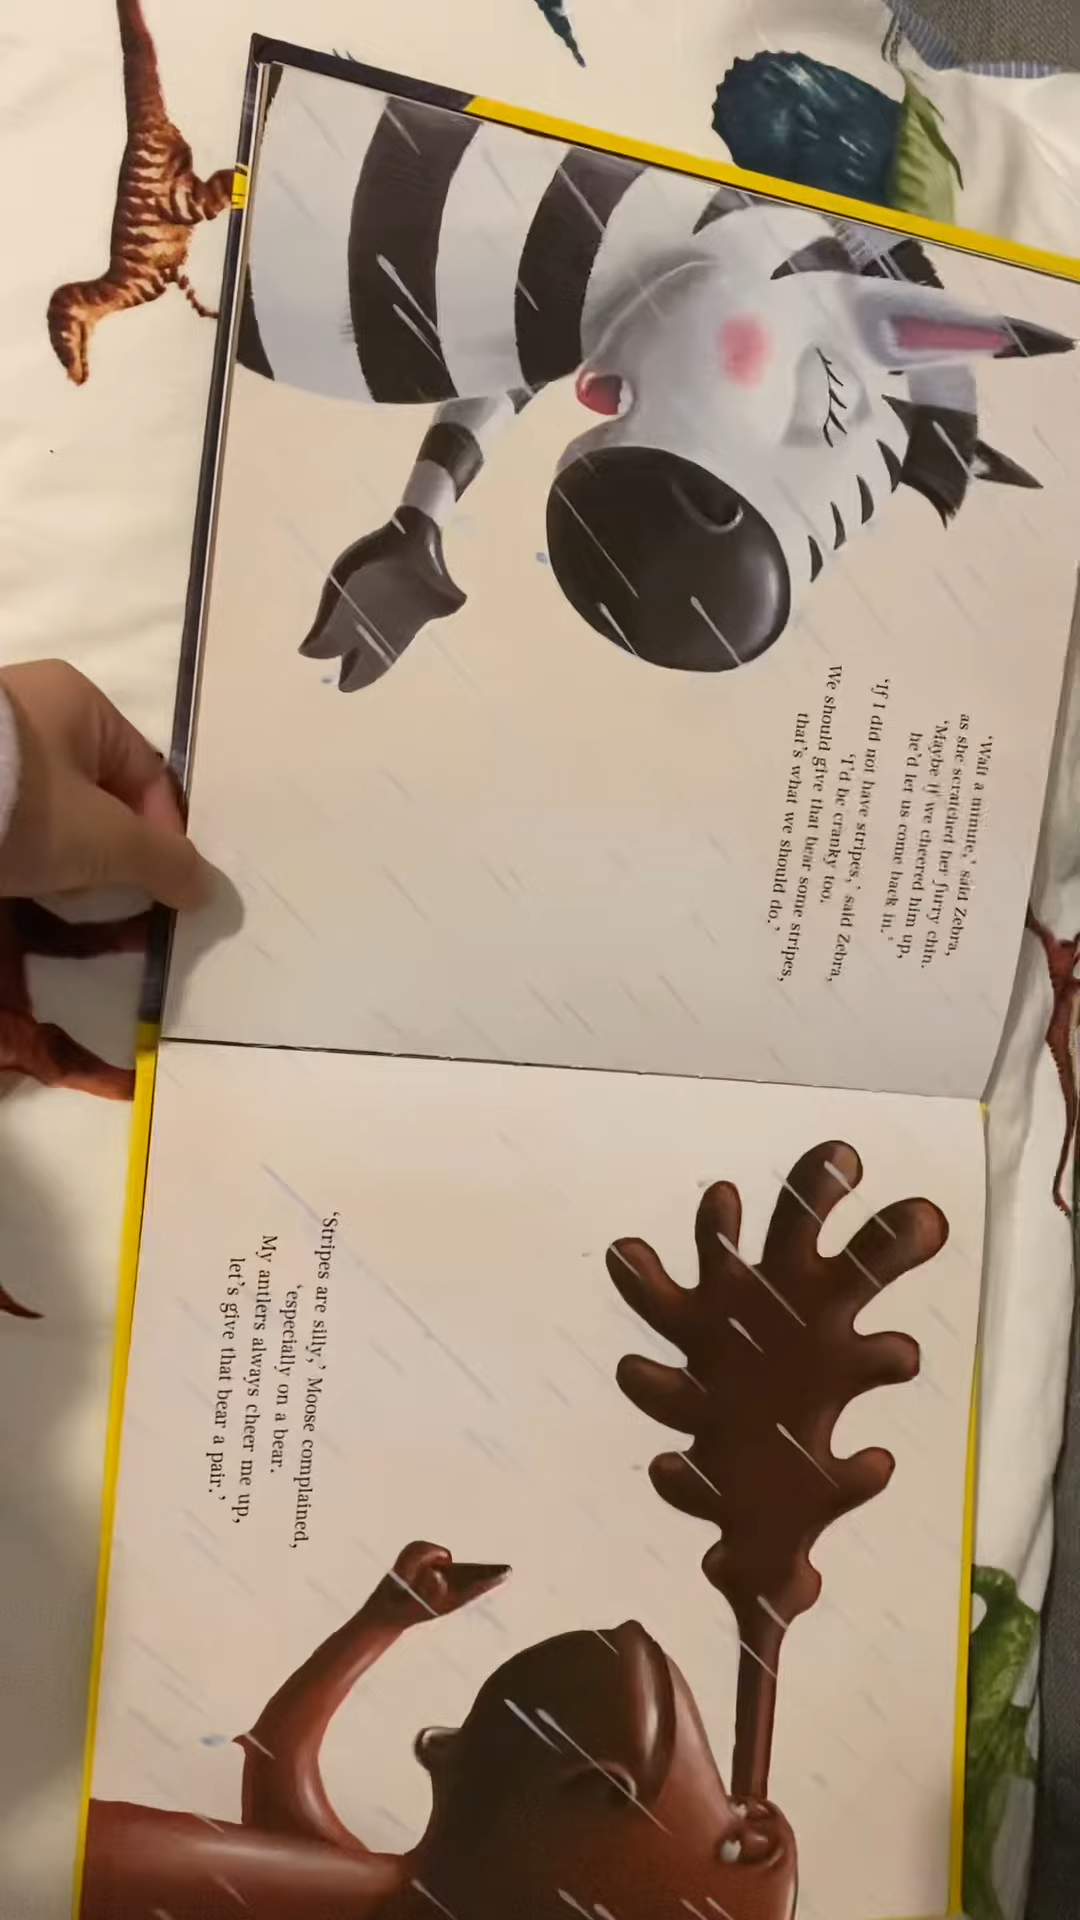 ‘Wait a minute,’ said Zebra,
as she scratched her furry chin.
‘Maybe if we cheered him up,
he’d let us come back in.’
‘If I did not have stripes,’ said Zebra,
‘I’d be cranky too.
We should give that bear some stripes,
that’s what we should do.’
‘Stripes are silly,’ Moose complained,
‘especially on a bear.
My antlers always cheer me up,
let’s give that bear a pair.’